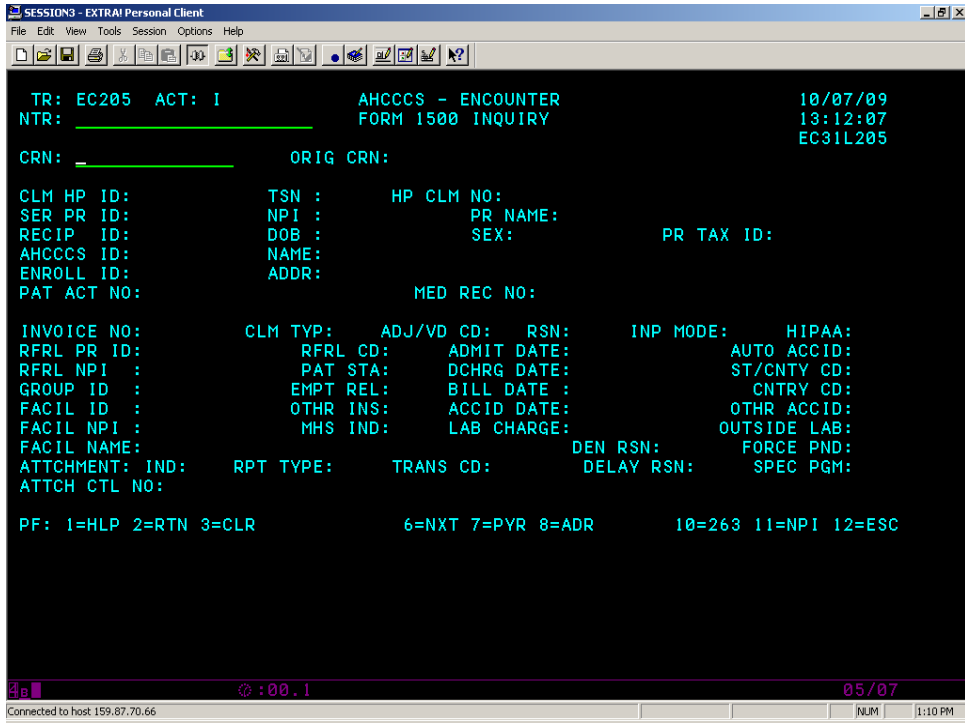 SESSION3 - EXTRA! Personal Client
File Edit View Tools Session Options Help
TR: EC205 ACT: I AHCCCS - ENCOUNTER 10/07/09
NTR: FORM 1500 INQUIRY 13:12:07
EC31L205
CRN: ORIG CRN:
CLM HP ID: TSN : HP CLM NO:
SER PR ID: NPI : PR NAME:
RECIP ID: DOB : SEX: PR TAX ID:
AHCCCS ID: NAME:
ENROLL ID: ADDR:
PAT ACT NO: MED REC NO:
INVOICE NO: CLM TYP: ADJ/VD CD: RSN: INP MODE: HIPAA:
RFRL PR ID: RFRL CD: ADMIT DATE: AUTO ACCID:
RFRL NPI : PAT STA: DCHRG DATE: ST/CNTY CD:
GROUP ID : EMPT REL: BILL DATE : CNTRY CD:
FACIL ID : OTHR INS: ACCID DATE: OTHR ACCID:
FACIL NPI : MHS IND: LAB CHARGE: OUTSIDE LAB:
FACIL NAME: DEN RSN: FORCE PND:
ATTCHMENT: IND: RPT TYPE: TRANS CD: DELAY RSN: SPEC PGM:
ATTCH CTL NO:
PF: 1=HLP 2=RTN 3=CLR 6=NXT 7=PYR 8=ADR 10=263 11=NPI 12=ESC
4B :00.1 05/07
Connected to host 159.87.70.66 NUM 1:10 PM